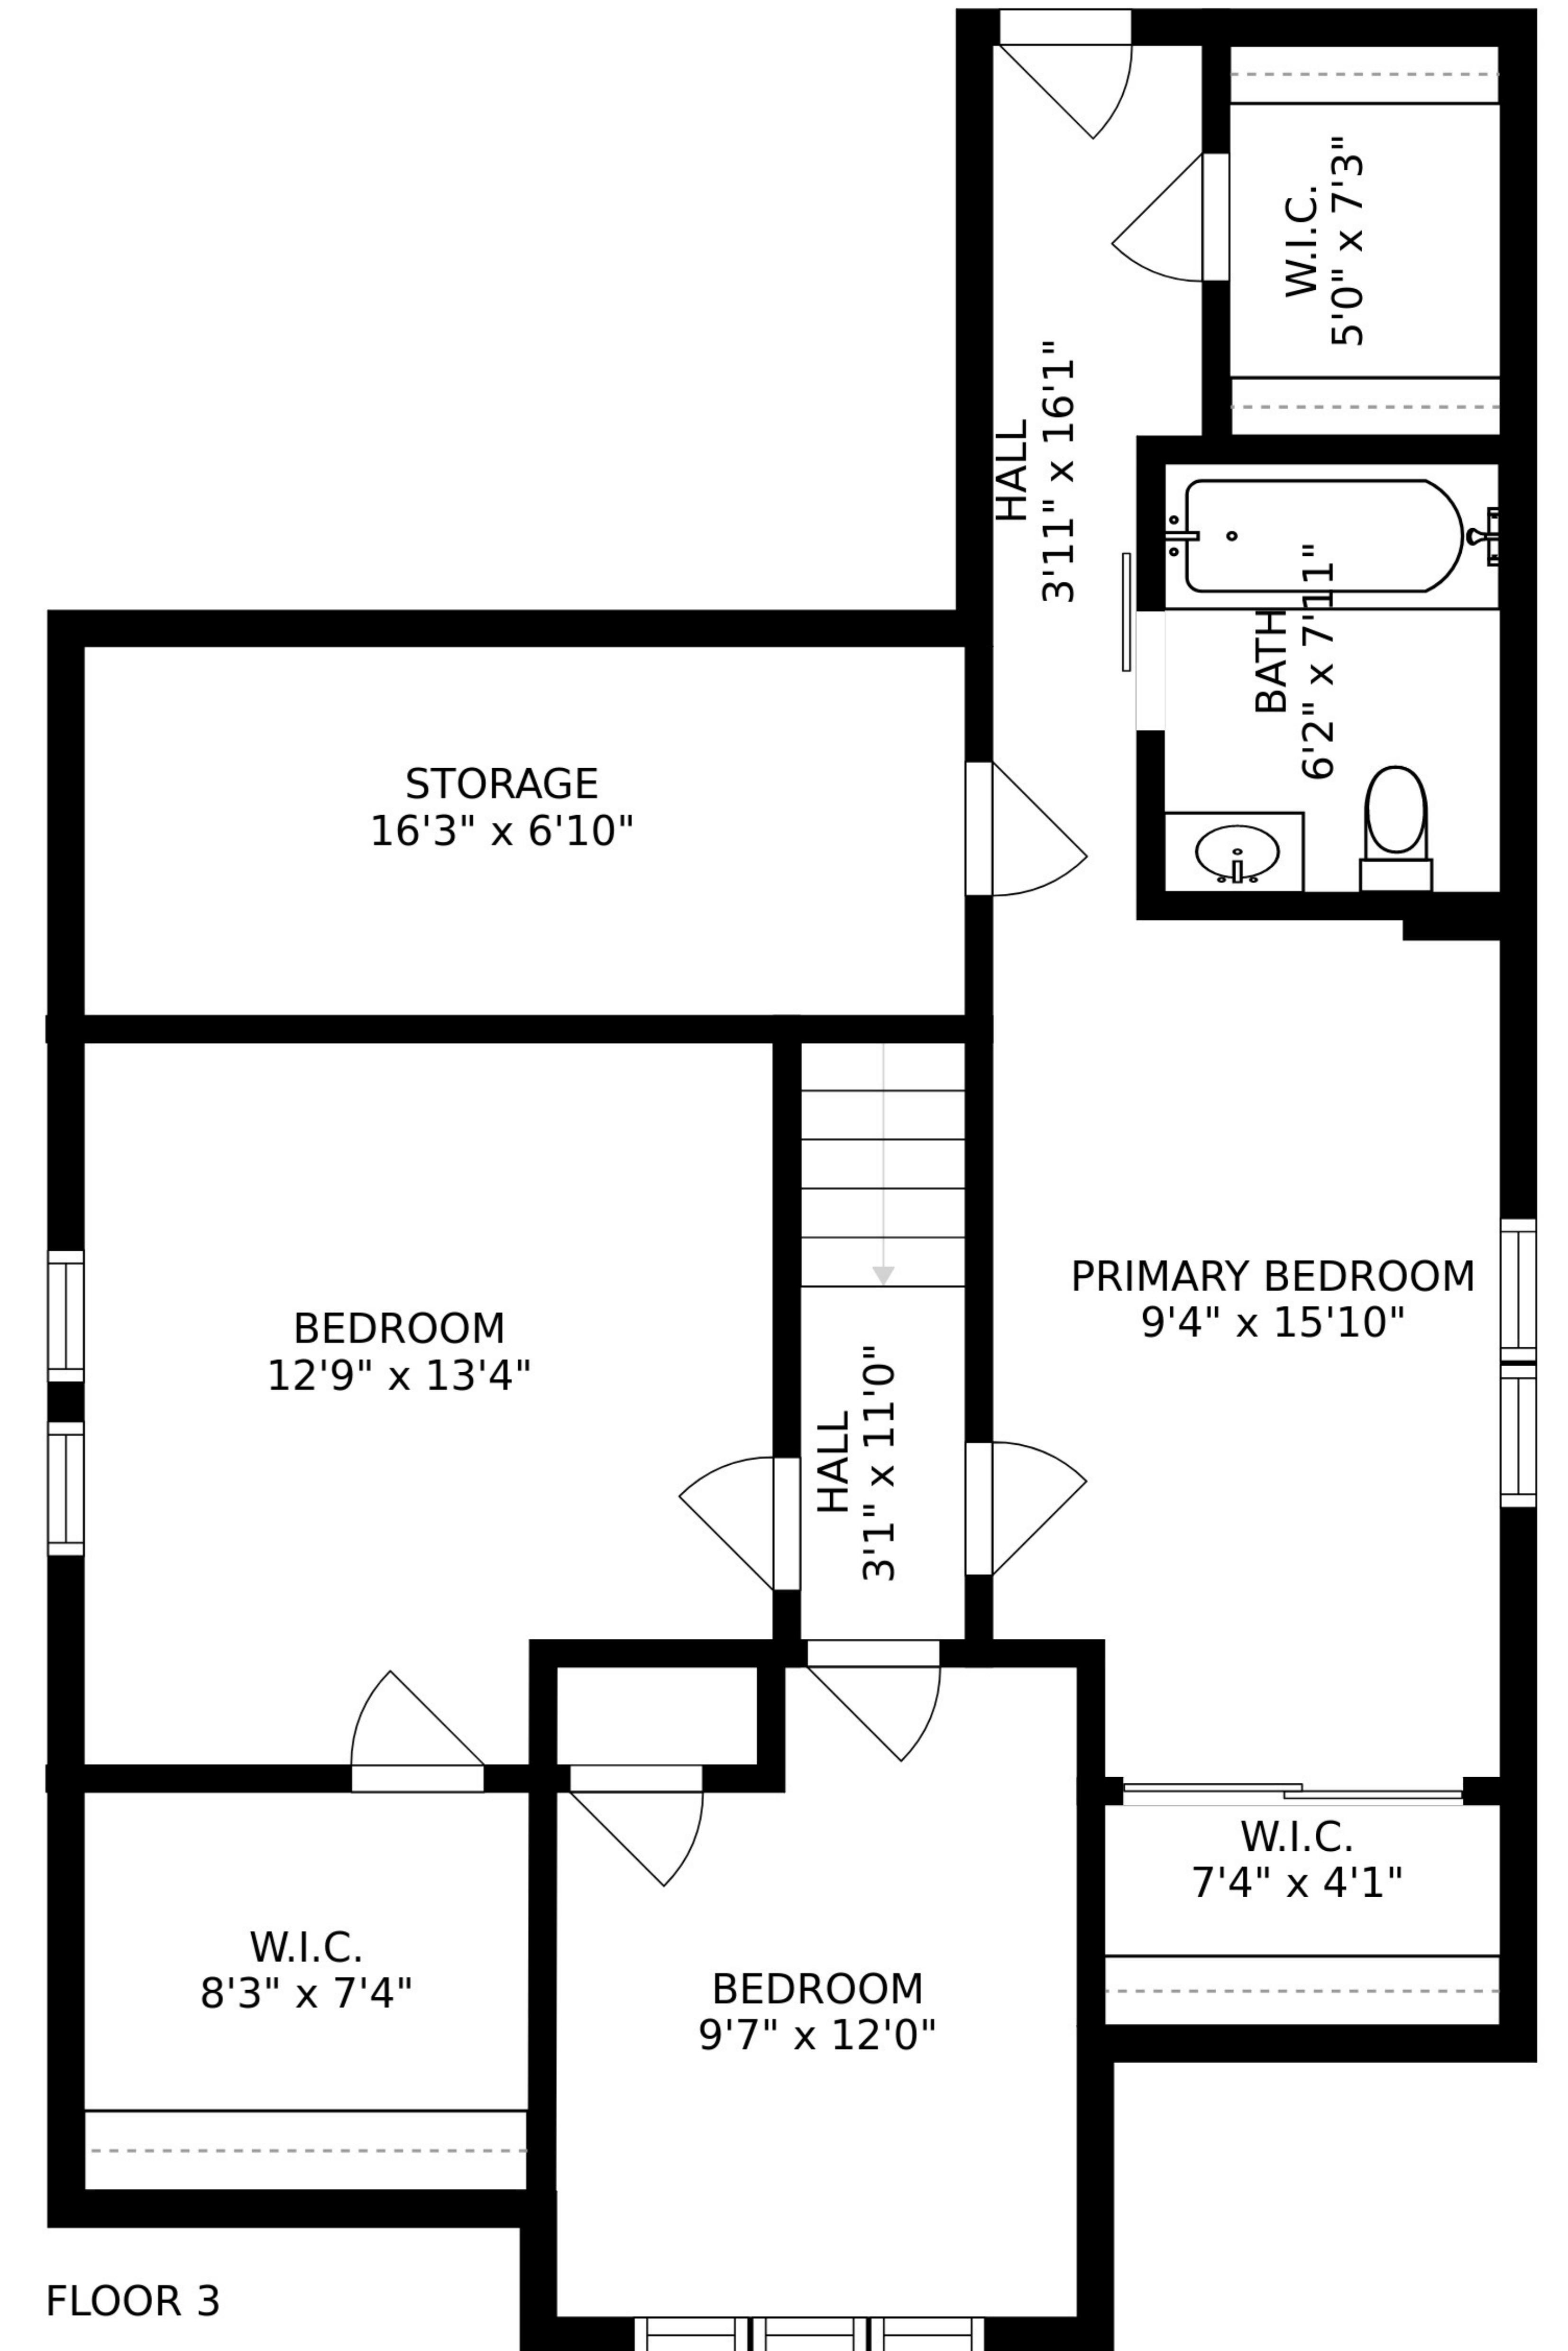 W.I.C.
5'0" x 7'3"
HALL
3'11" x 16'1"
BATH
6'2" x 7'11"
STORAGE
16'3" x 6'10"
PRIMARY BEDROOM
9'4" x 15'10"
BEDROOM
12'9" x 13'4"
HALL
3'1" x 11'0"
W.I.C.
7'4" x 4'1"
W.I.C.
8'3" x 7'4"
BEDROOM
9'7" x 12'0"
FLOOR 3